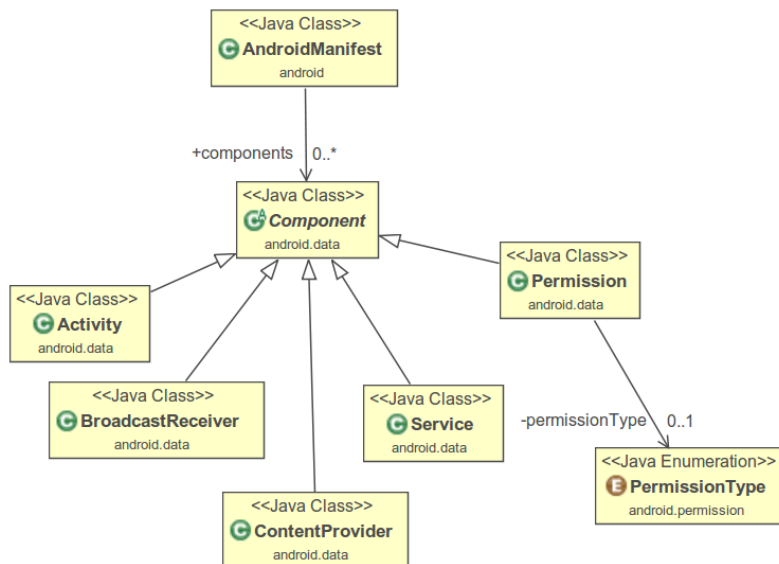 <<Java Class>>
AndroidManifest
android
+components 0..*
<<Java Class>>
Component
android.data
<<Java Class>>
Permission
android.data
<<Java Class>>
Activity
android.data
<<Java Class>>
BroadcastReceiver
android.data
<<Java Class>>
Service
android.data
-permissionType 0..1
<<Java Enumeration>>
PermissionType
android.permission
<<Java Class>>
ContentProvider
android.data